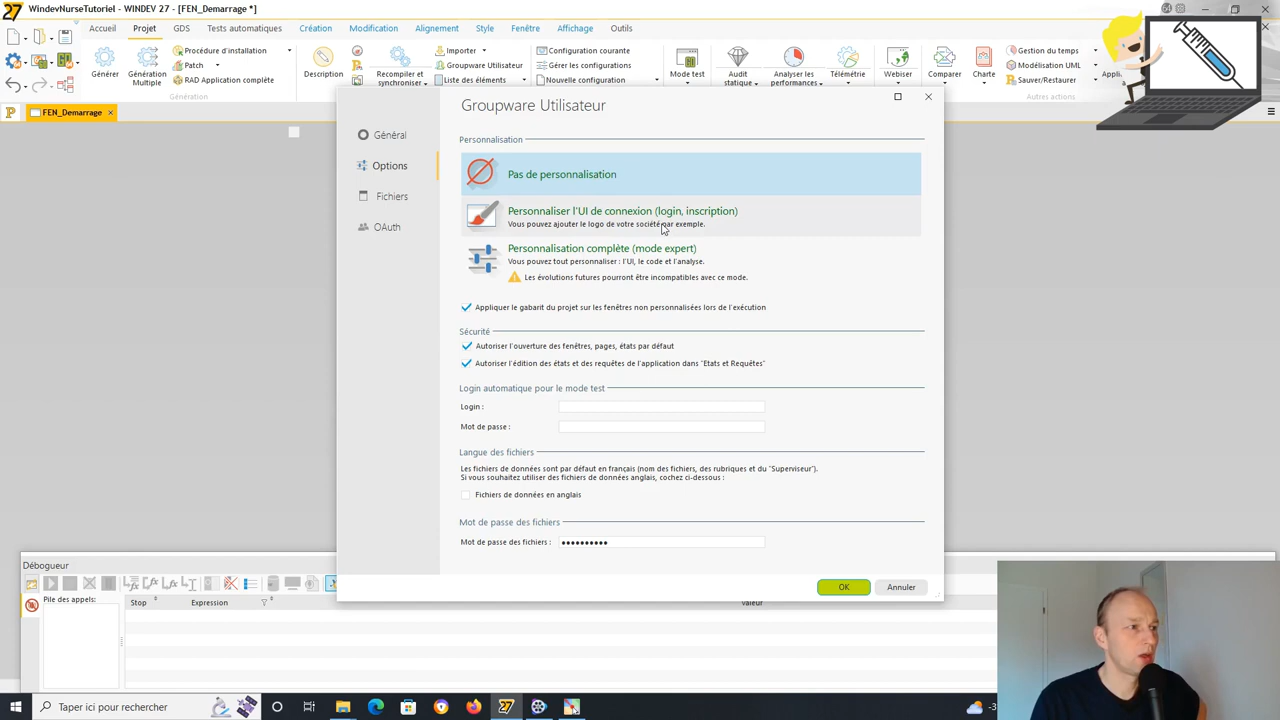 WindevNurseTutoriel - WINDEV 27 - [FEN_Demarrage *]
Accueil Projet GDS Tests automatiques Création Modification Alignement Style Fenêtre Affichage Outils
Générer
Génération Multiple
Procédure d'installation
Patch
RAD Application complète
Génération
Description
Recompiler et synchroniser
Importer
Groupware Utilisateur
Liste des éléments
Configuration courante
Gérer les configurations
Nouvelle configuration
Mode test
Audit statique
Analyser les performances
Télémétrie
Webiser
Comparer
Charte
Gestion du temps
Modélisation UML
Sauver/Restaurer
Autres actions
FEN_Demarrage
Groupware Utilisateur
Général
Options
Fichiers
OAuth
Personnalisation
Pas de personnalisation
Personnaliser l'UI de connexion (login, inscription)
Vous pouvez ajouter le logo de votre société par exemple.
Personnalisation complète (mode expert)
Vous pouvez tout personnaliser : l'UI, le code et l'analyse.
Les évolutions futures pourront être incompatibles avec ce mode.
Appliquer le gabarit du projet sur les fenêtres non personnalisées lors de l'exécution
Sécurité
Autoriser l'ouverture des fenêtres, pages, états par défaut
Autoriser l'édition des états et des requêtes de l'application dans "Etats et Requêtes"
Login automatique pour le mode test
Login :
Mot de passe :
Langue des fichiers
Les fichiers de données sont par défaut en français (nom des fichiers, des rubriques et du "Superviseur").
Si vous souhaitez utiliser des fichiers de données anglais, cochez ci-dessous :
Fichiers de données en anglais
Mot de passe des fichiers
Mot de passe des fichiers : ●●●●●●●●●●
OK Annuler
Débogueur
Pile des appels:
Stop Expression Valeur
Taper ici pour rechercher